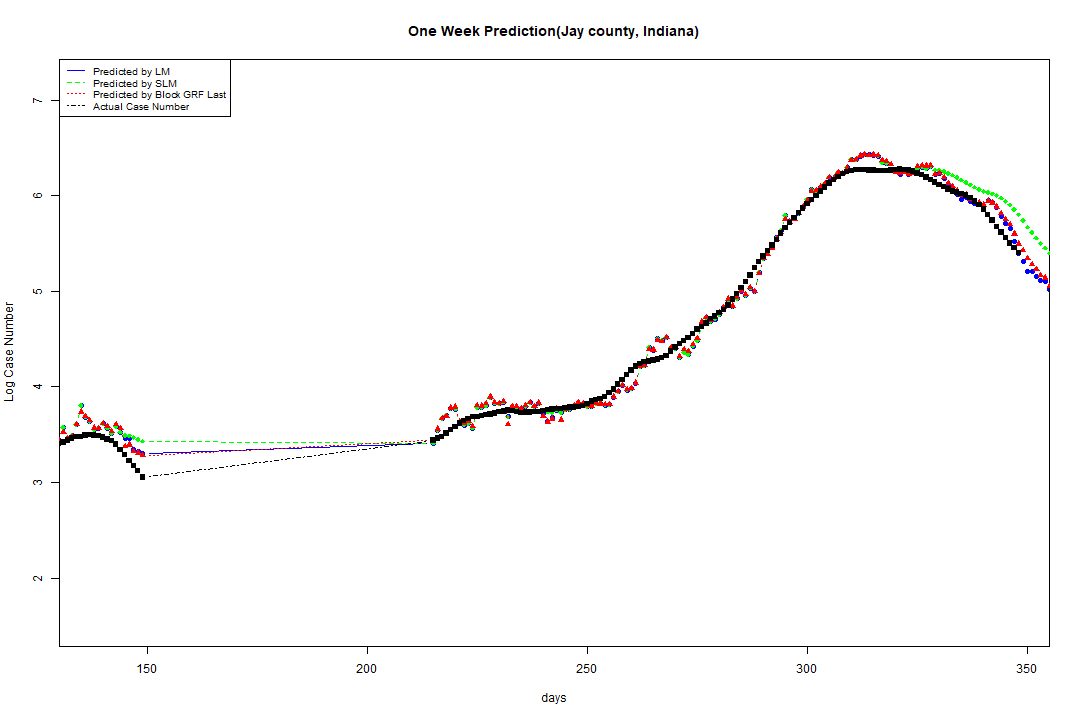 One Week Prediction(Jay county, Indiana)
Predicted by LM
Predicted by SLM
Predicted by Block GRF Last
Actual Case Number
7
6
5
4
3
2
Log Case Number
150 200 250 300 350
days